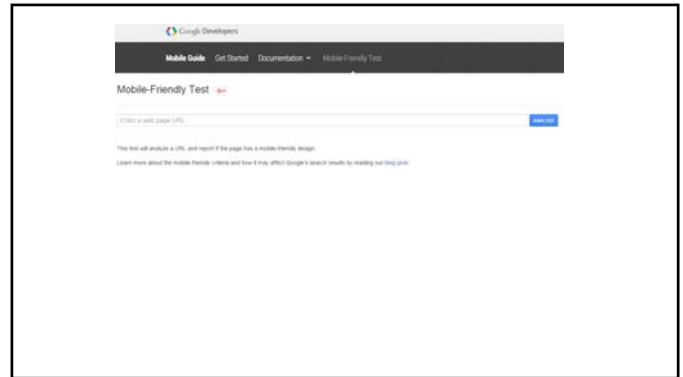 Google Developers
Mobile Guide Get Started Documentation Mobile-Friendly Test
Mobile-Friendly Test
Enter a web page URL
ANALYZE
This test will analyze a URL and report if the page has a mobile-friendly design.
Learn more about the mobile-friendly criteria and how it may affect Google's search results by reading our blog post